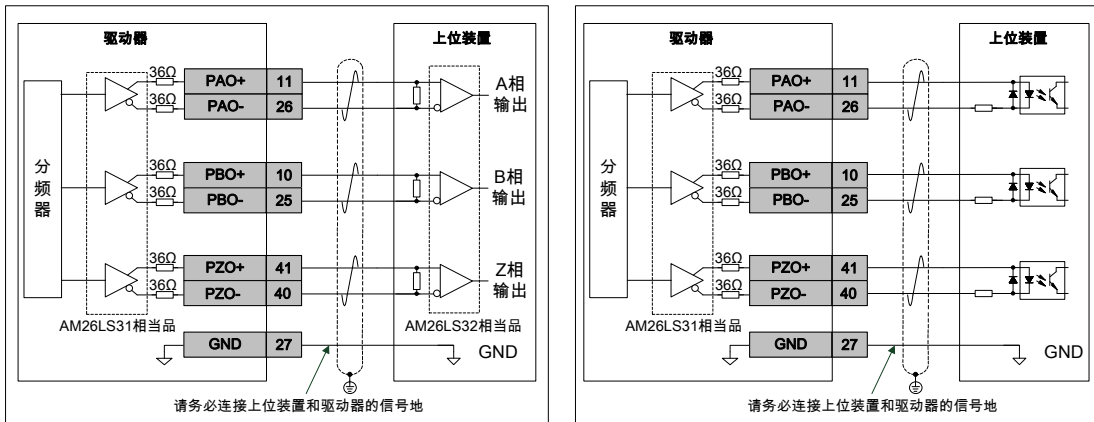 驱动器
上位装置
36Ω
PAO+ 11
36Ω
PAO- 26
A相
输出
36Ω
PBO+ 10
36Ω
PBO- 25
B相
输出
分
频
器
36Ω
PZO+ 41
36Ω
PZO- 40
Z相
输出
AM26LS31相当品
AM26LS32相当品
GND 27
GND
请务必连接上位装置和驱动器的信号地
驱动器
上位装置
36Ω
PAO+ 11
36Ω
PAO- 26
36Ω
PBO+ 10
36Ω
PBO- 25
分
频
器
36Ω
PZO+ 41
36Ω
PZO- 40
AM26LS31相当品
GND 27
GND
请务必连接上位装置和驱动器的信号地